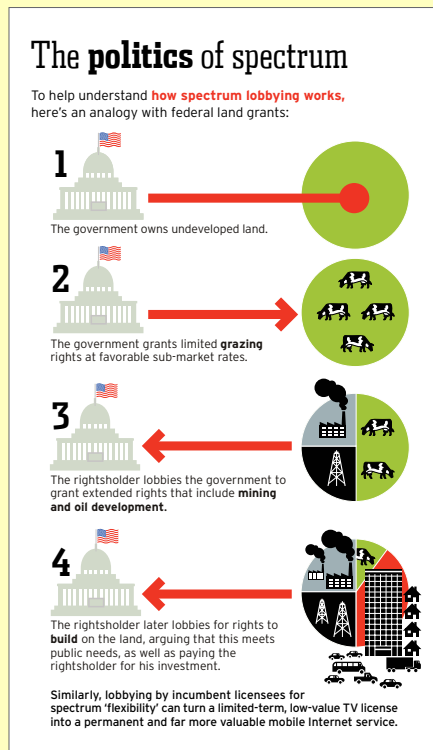 The politics of spectrum
To help understand how spectrum lobbying works,
here's an analogy with federal land grants:
1
The government owns undeveloped land.
2
The government grants limited grazing
rights at favorable sub-market rates.
3
The rightsholder lobbies the government to
grant extended rights that include mining
and oil development.
4
The rightsholder later lobbies for rights to
build on the land, arguing that this meets
public needs, as well as paying the
rightsholder for his investment.
Similarly, lobbying by incumbent licensees for
spectrum ‘flexibility’ can turn a limited-term, low-value TV license
into a permanent and far more valuable mobile Internet service.